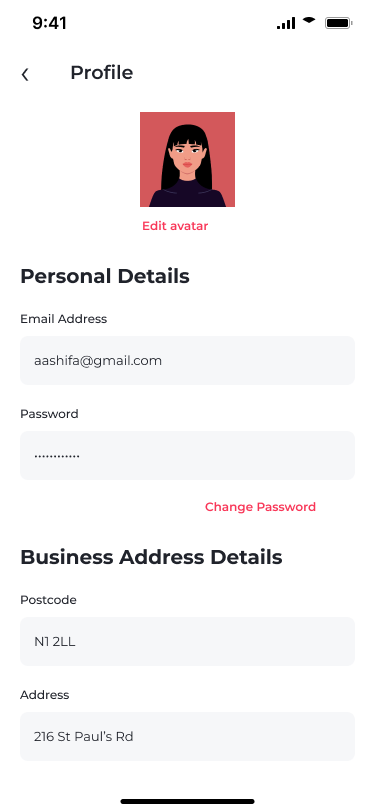 9:41
Profile
Edit avatar
Personal Details
Email Address
aashifa@gmail.com
Password
••••••••••••
Change Password
Business Address Details
Postcode
N1 2LL
Address
216 St Paul’s Rd